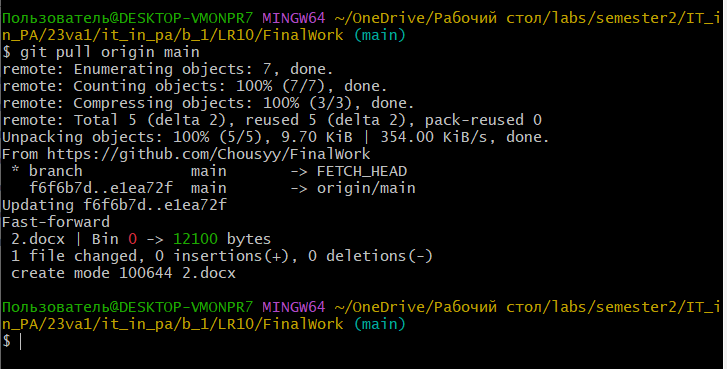 Пользователь@DESKTOP-VMONPR7 MINGW64 ~/OneDrive/Рабочий стол/labs/semester2/IT_i
n_PA/23va1/it_in_pa/b_1/LR10/FinalWork (main)
$ git pull origin main
remote: Enumerating objects: 7, done.
remote: Counting objects: 100% (7/7), done.
remote: Compressing objects: 100% (3/3), done.
remote: Total 5 (delta 2), reused 5 (delta 2), pack-reused 0
Unpacking objects: 100% (5/5), 9.70 KiB | 354.00 KiB/s, done.
From https://github.com/Chousyy/FinalWork
 * branch            main       -> FETCH_HEAD
   f6f6b7d..e1ea72f  main       -> origin/main
Updating f6f6b7d..e1ea72f
Fast-forward
 2.docx | Bin 0 -> 12100 bytes
 1 file changed, 0 insertions(+), 0 deletions(-)
 create mode 100644 2.docx
Пользователь@DESKTOP-VMONPR7 MINGW64 ~/OneDrive/Рабочий стол/labs/semester2/IT_i
n_PA/23va1/it_in_pa/b_1/LR10/FinalWork (main)
$